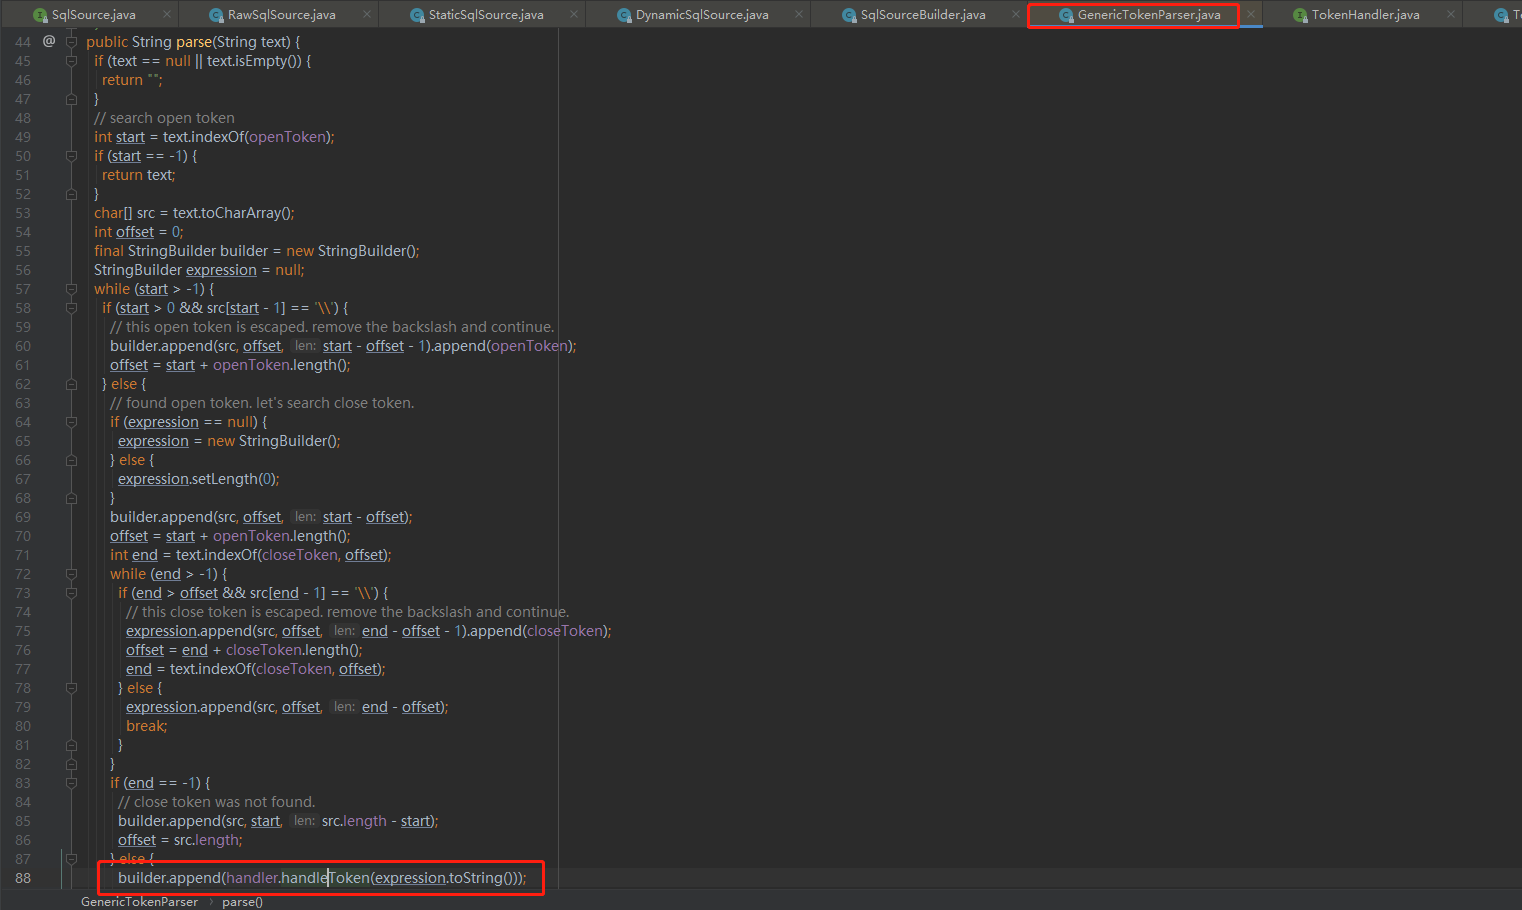 SqlSource.java RawSqlSource.java StaticSqlSource.java DynamicSqlSource.java SqlSourceBuilder.java GenericTokenParser.java TokenHandler.java
44 @ public String parse(String text) {
45 if (text == null || text.isEmpty()) {
46 return "";
47 }
48 // search open token
49 int start = text.indexOf(openToken);
50 if (start == -1) {
51 return text;
52 }
53 char[] src = text.toCharArray();
54 int offset = 0;
55 final StringBuilder builder = new StringBuilder();
56 StringBuilder expression = null;
57 while (start > -1) {
58 if (start > 0 && src[start - 1] == '\\') {
59 // this open token is escaped. remove the backslash and continue.
60 builder.append(src, offset, len: start - offset - 1).append(openToken);
61 offset = start + openToken.length();
62 } else {
63 // found open token. let's search close token.
64 if (expression == null) {
65 expression = new StringBuilder();
66 } else {
67 expression.setLength(0);
68 }
69 builder.append(src, offset, len: start - offset);
70 offset = start + openToken.length();
71 int end = text.indexOf(closeToken, offset);
72 while (end > -1) {
73 if (end > offset && src[end - 1] == '\\') {
74 // this close token is escaped. remove the backslash and continue.
75 expression.append(src, offset, len: end - offset - 1).append(closeToken);
76 offset = end + closeToken.length();
77 end = text.indexOf(closeToken, offset);
78 } else {
79 expression.append(src, offset, len: end - offset);
80 break;
81 }
82 }
83 if (end == -1) {
84 // close token was not found.
85 builder.append(src, start, len: src.length - start);
86 offset = src.length;
87 } else {
88 builder.append(handler.handleToken(expression.toString()));
GenericTokenParser › parse()